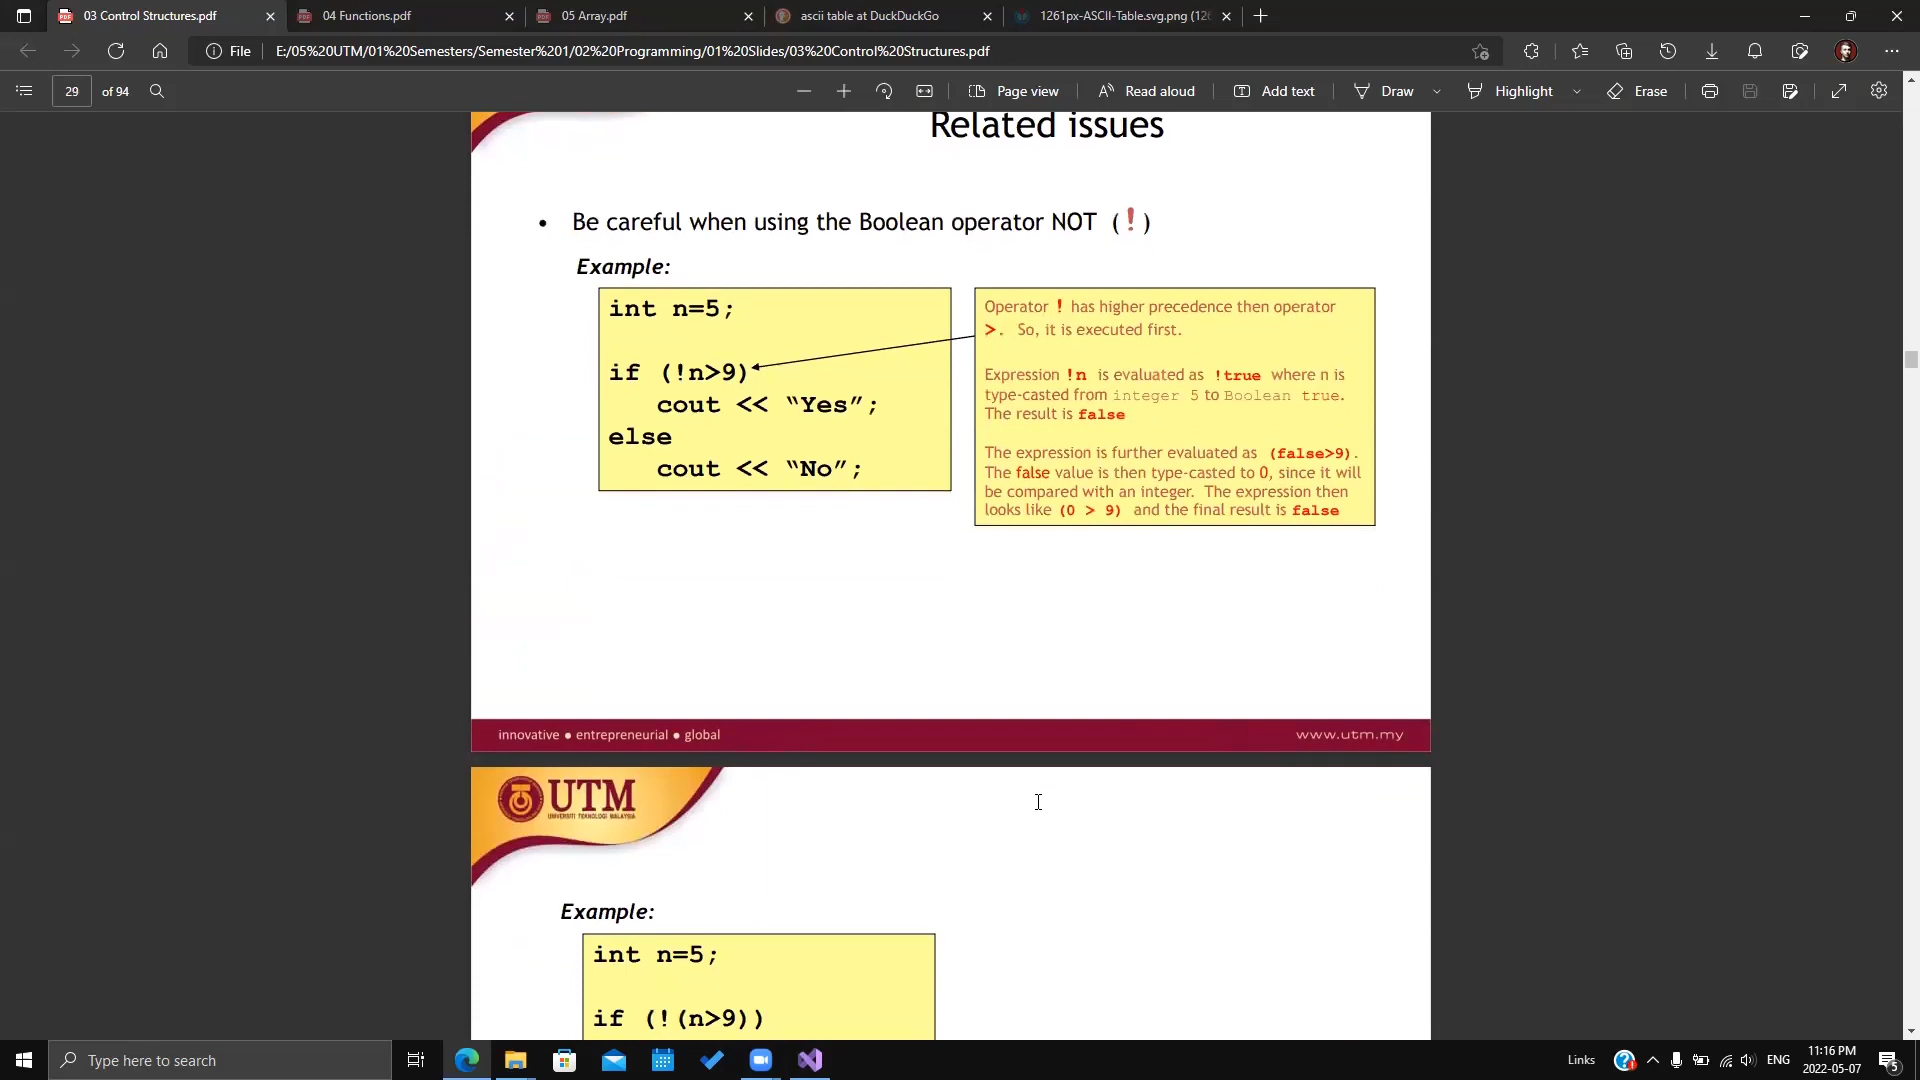 03 Control Structures.pdf
04 Functions.pdf
05 Array.pdf
ascii table at DuckDuckGo
1261px-ASCII-Table.svg.png (126
File
E:/05%20UTM/01%20Semesters/Semester%201/02%20Programming/01%20Slides/03%20Control%20Structures.pdf
29 of 94
Page view
Read aloud
Add text
Draw
Highlight
Erase
Related issues
• Be careful when using the Boolean operator NOT (!)
Example:
int n=5;
if (!n>9)
cout << “Yes”;
else
cout << “No”;
Operator ! has higher precedence then operator
>. So, it is executed first.
Expression !n is evaluated as !true where n is
type-casted from integer 5 to Boolean true.
The result is false
The expression is further evaluated as (false>9).
The false value is then type-casted to 0, since it will
be compared with an integer. The expression then
looks like (0 > 9) and the final result is false
innovative ● entrepreneurial ● global
www.utm.my
UTM
UNIVERSITI TEKNOLOGI MALAYSIA
Example:
int n=5;
if (!(n>9))
Type here to search
Links
ENG
11:16 PM
2022-05-07
5